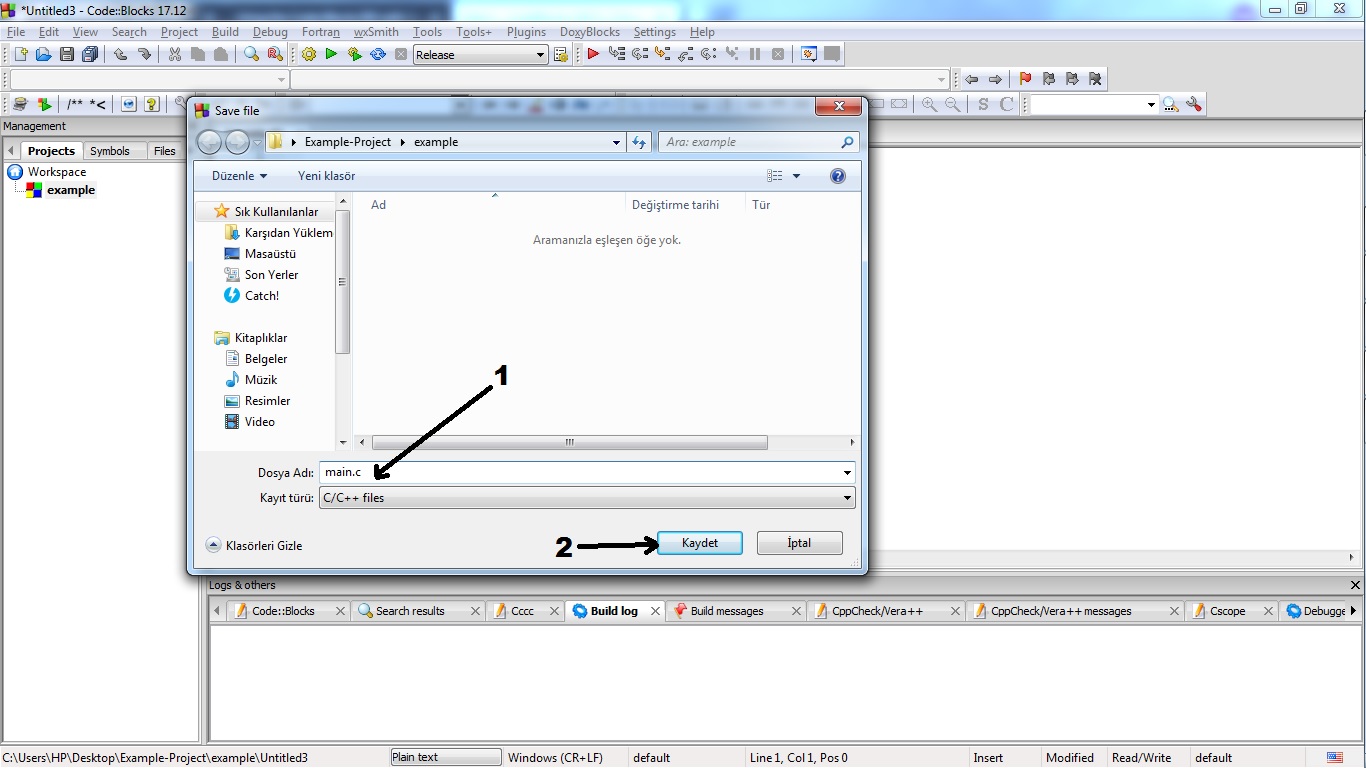 *Untitled3 - Code::Blocks 17.12
File Edit View Search Project Build Debug Fortran wxSmith Tools Tools+ Plugins DoxyBlocks Settings Help
Release
/** *<
S C
Management
Projects Symbols Files
Workspace
example
Save file
Example-Project example
Ara: example
Düzenle Yeni klasör
Sık Kullanılanlar
Karşıdan Yüklem
Masaüstü
Son Yerler
Catch!
Kitaplıklar
Belgeler
Müzik
Resimler
Video
Ad Değiştirme tarihi Tür
Aramanızla eşleşen öğe yok.
1
Dosya Adı: main.c
Kayıt türü: C/C++ files
Klasörleri Gizle
2
Kaydet İptal
Logs & others
Code::Blocks Search results Cccc Build log Build messages CppCheck/Vera++ CppCheck/Vera++ messages Cscope Debugge
C:\Users\HP\Desktop\Example-Project\example\Untitled3 Plain text Windows (CR+LF) default Line 1, Col 1, Pos 0 Insert Modified Read/Write default